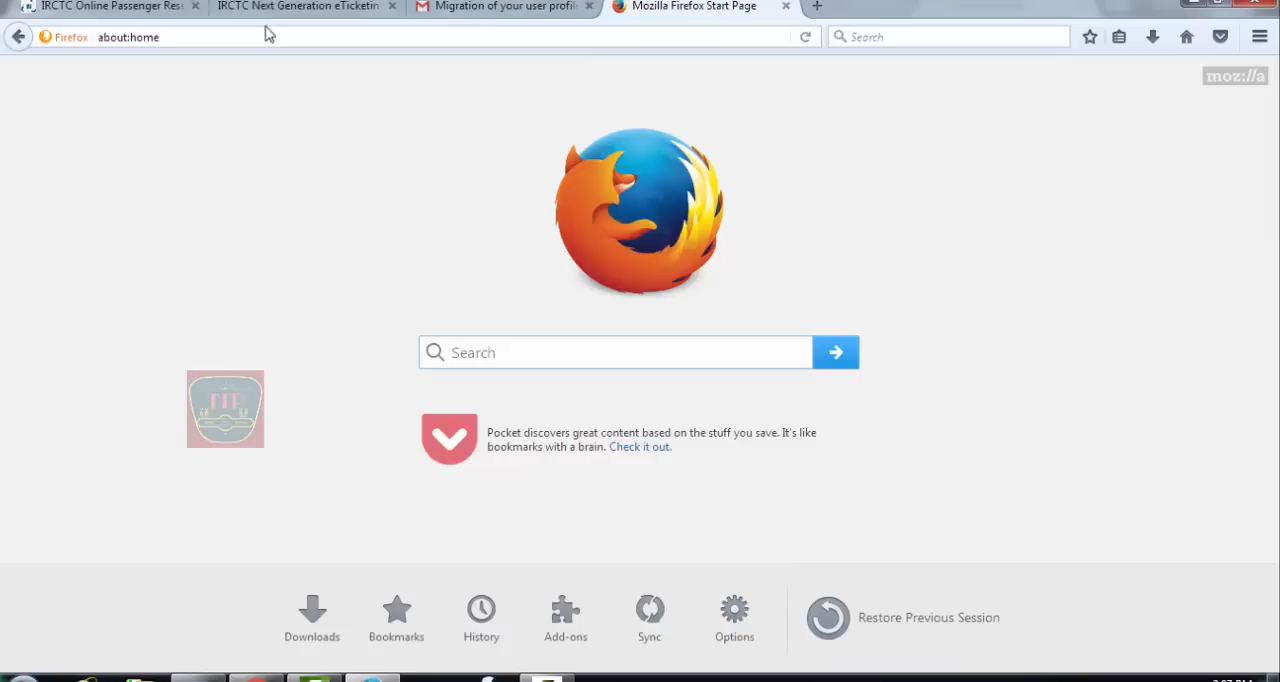 IRCTC Online Passenger Res
IRCTC Next Generation eTicketin
Migration of your user profil
Mozilla Firefox Start Page
Firefox about:home
Search
moz://a
Search
TTP
Pocket discovers great content based on the stuff you save. It's like
bookmarks with a brain. Check it out.
Downloads
Bookmarks
History
Add-ons
Sync
Options
Restore Previous Session